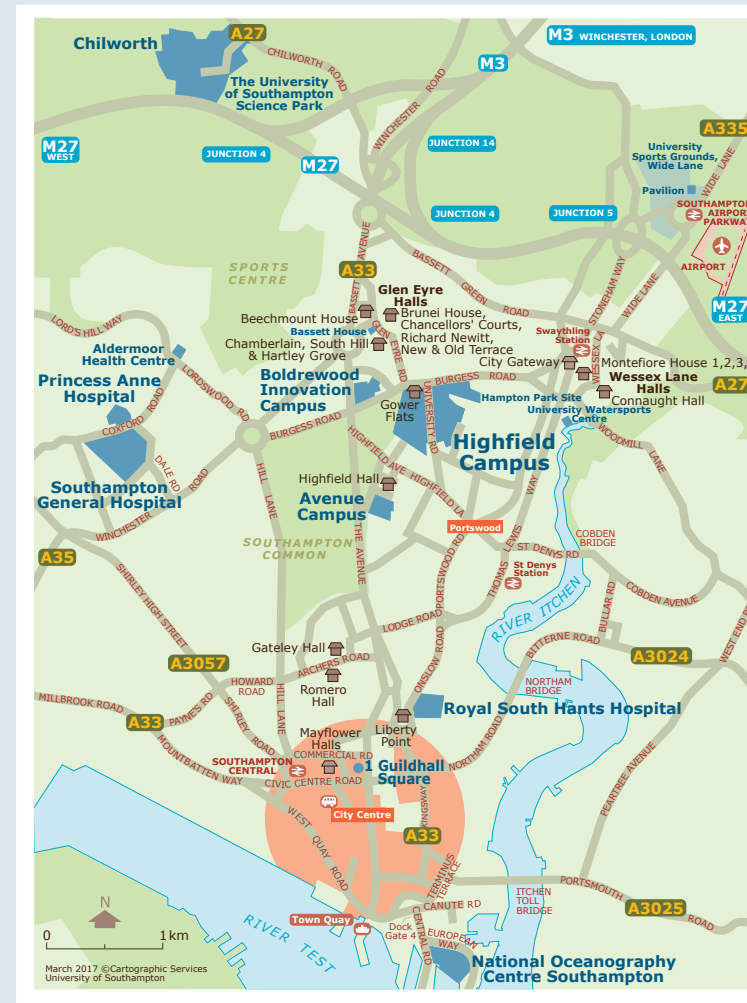 Chilworth
A27
CHILWORTH ROAD
The University
of Southampton
Science Park
M3 WINCHESTER, LONDON
M3
WINCHESTER ROAD
M27
WEST
JUNCTION 4
M27
JUNCTION 14
JUNCTION 4
JUNCTION 5
A335
University
Sports Grounds,
Wide Lane
Pavilion
WIDE LANE
SOUTHAMPTON
AIRPORT
PARKWAY
AIRPORT
M27
EAST
SPORTS
CENTRE
A33
BASSETT AVENUE
BASSETT GREEN ROAD
STONEHAM WAY
WIDE LANE
Glen Eyre
Halls
Beechmount House
Bassett House
Brunei House,
Chancellors' Courts,
Richard Newitt,
New & Old Terrace
Chamberlain, South Hill
& Hartley Grove
GLEN EYRE RD
LORD'S HILL WAY
Aldermoor
Health Centre
LORDSWOOD RD
Princess Anne
Hospital
COXFORD ROAD
DALE RD
Southampton
General Hospital
WINCHESTER ROAD
Boldrewood
Innovation
Campus
BURGESS ROAD
BURGESS ROAD
Gower
Flats
UNIVERSITY RD
Swaythling
Station
City Gateway
WESSEX LA
Montefiore House 1,2,3,
Wessex Lane
Halls
Connaught Hall
A27
Hampton Park Site
University Watersports
Centre
Highfield
Campus
HIGHFIELD AVE
HIGHFIELD LA
Highfield Hall
Avenue
Campus
HILL LANE
SOUTHAMPTON
COMMON
THE AVENUE
WOODMILL LANE
Portswood
PORTSWOOD RD
THOMAS LEWIS WAY
ST DENYS RD
St Denys
Station
COBDEN
BRIDGE
COBDEN AVENUE
RIVER ITCHEN
BULLAR RD
BITTERNE ROAD
A3024
WEST END RD
A35
SHIRLEY HIGH STREET
A3057
LODGE ROAD
ONSLOW ROAD
Gateley Hall
ARCHERS ROAD
Romero
Hall
HOWARD
ROAD
HILL LANE
MILLBROOK ROAD
A33
PAYNE'S RD
SHIRLEY ROAD
MOUNTBATTEN WAY
NORTHAM
BRIDGE
NORTHAM ROAD
Royal South Hants Hospital
Liberty
Point
Mayflower
Halls
COMMERCIAL RD
SOUTHAMPTON
CENTRAL
CIVIC CENTRE ROAD
1 Guildhall
Square
City Centre
KINGSWAY
A33
WEST QUAY ROAD
PEARTREE AVENUE
TERMINUS
TERRACE
CANUTE RD
ITCHEN
TOLL
BRIDGE
PORTSMOUTH ROAD
A3025
Town Quay
Dock
Gate 4
CENTRAL RD
EUROPEAN
WAY
RIVER TEST
National Oceanography
Centre Southampton
N
0 1 km
March 2017 ©Cartographic Services
University of Southampton